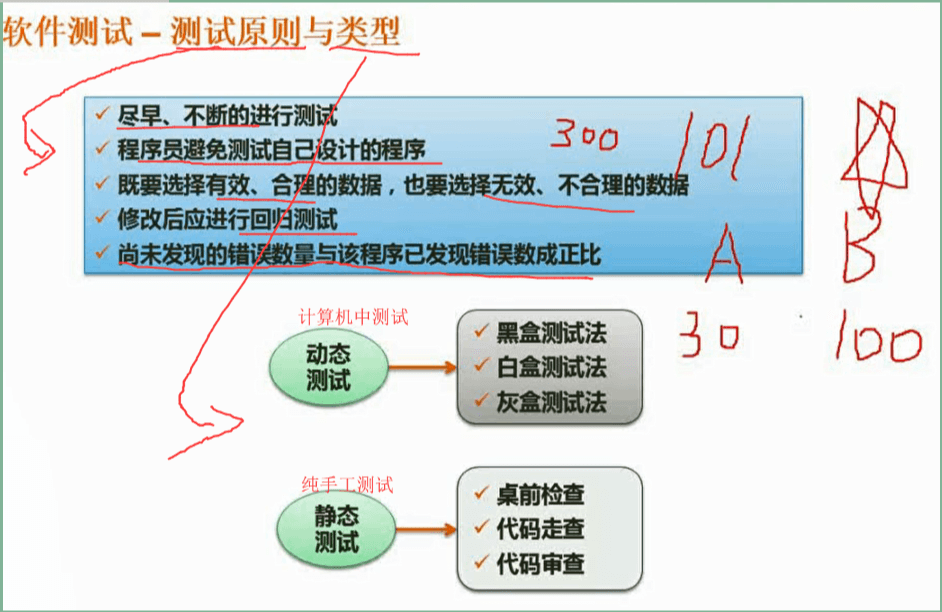 软件测试 – 测试原则与类型
✓ 尽早、不断的进行测试
✓ 程序员避免测试自己设计的程序
✓ 既要选择有效、合理的数据，也要选择无效、不合理的数据
✓ 修改后应进行回归测试
✓ 尚未发现的错误数量与该程序已发现错误数成正比
300
101
A
B
30
100
计算机中测试
动态
测试
✓ 黑盒测试法
✓ 白盒测试法
✓ 灰盒测试法
纯手工测试
静态
测试
✓ 桌前检查
✓ 代码走查
✓ 代码审查